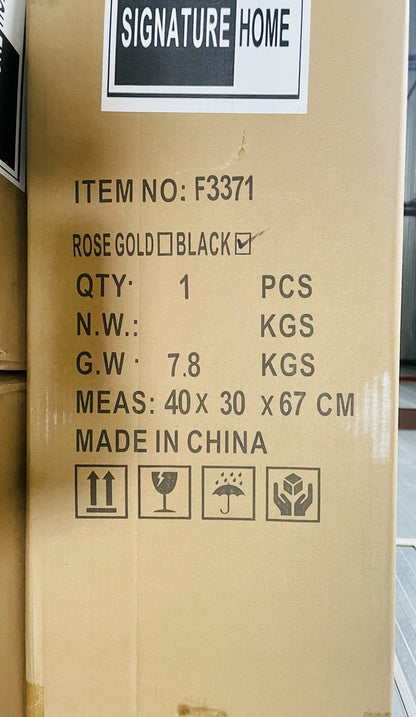 SIGNATURE HOME
ITEM NO: F3371
ROSE GOLD☐BLACK☑
QTY: 1 PCS
N.W.: KGS
G.W: 7.8 KGS
MEAS: 40 x 30 x 67 CM
MADE IN CHINA